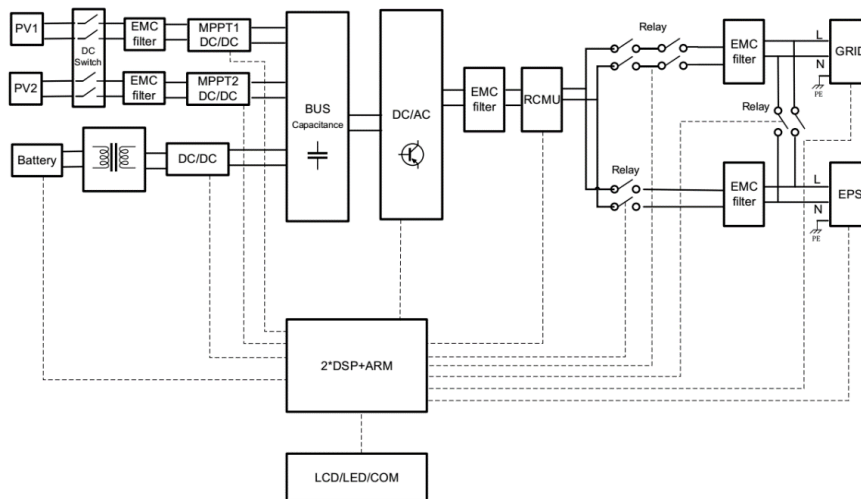 PV1
DC
Switch
EMC
filter
MPPT1
DC/DC
PV2
EMC
filter
MPPT2
DC/DC
Battery
DC/DC
BUS
Capacitance
DC/AC
EMC
filter
RCMU
Relay
EMC
filter
L
N
PE
GRID
Relay
Relay
EMC
filter
L
N
PE
EPS
2*DSP+ARM
LCD/LED/COM